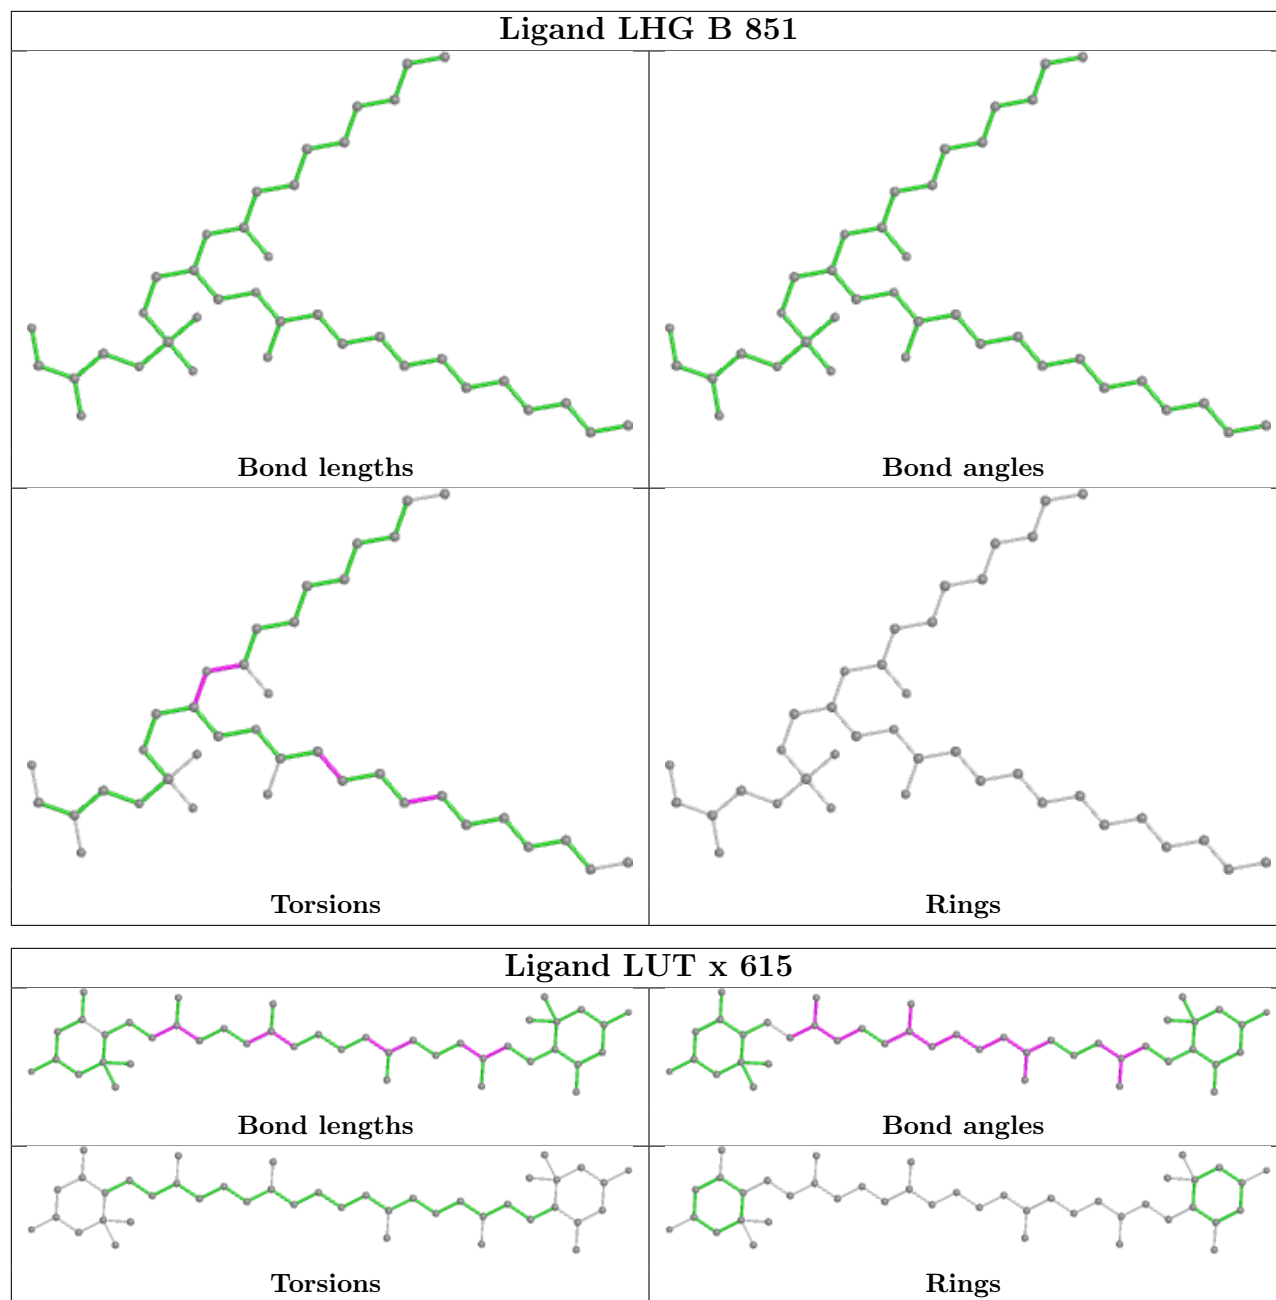 Ligand LHG B 851
Bond lengths
Bond angles
Torsions
Rings
Ligand LUT x 615
Bond lengths
Bond angles
Torsions
Rings